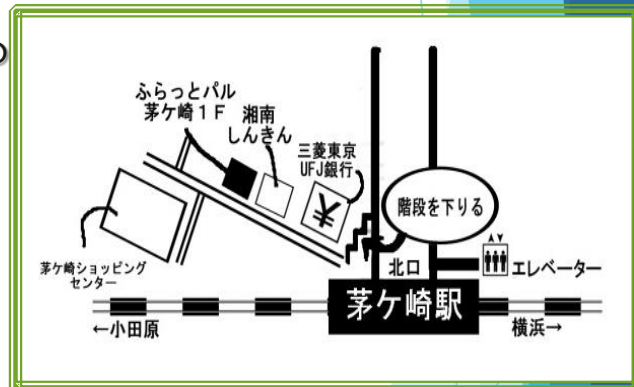 ふらっとパル
茅ケ崎１Ｆ
湘南
しんきん
三菱東京
UFJ銀行
¥
階段を下りる
茅ケ崎ショッピング
センター
北口
エレベーター
茅ケ崎駅
←小田原
横浜→